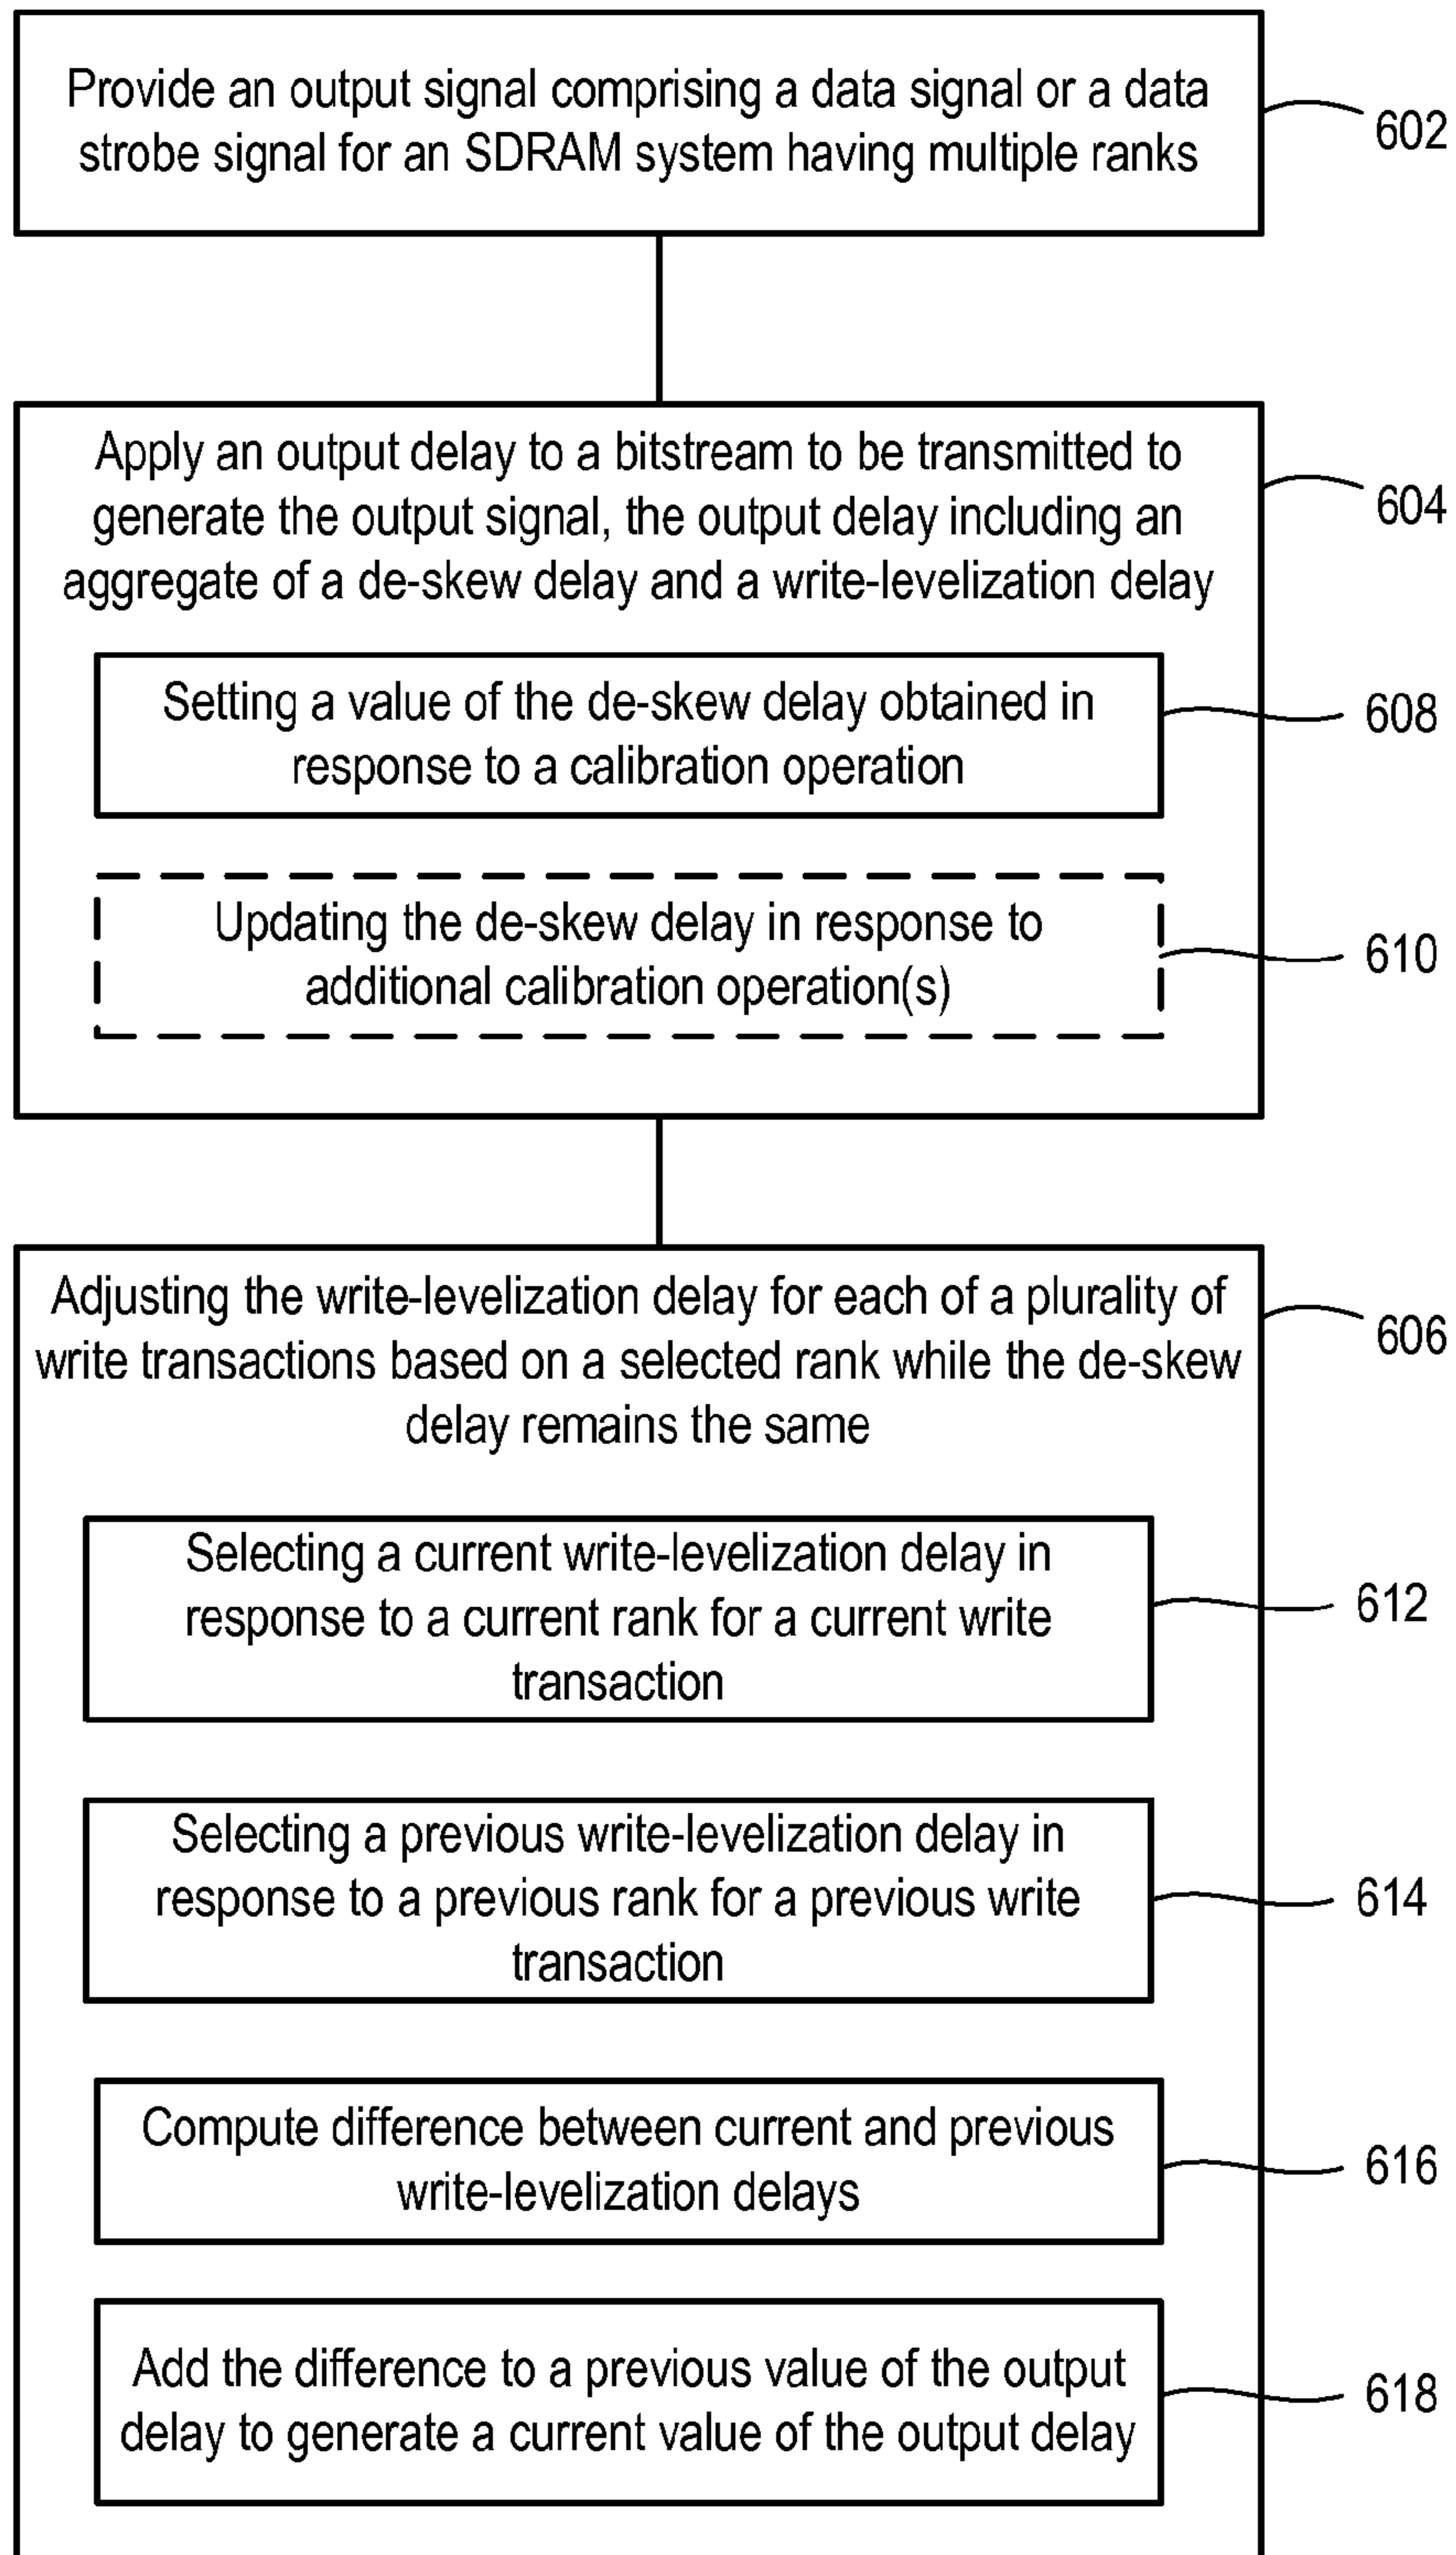 Provide an output signal comprising a data signal or a data
strobe signal for an SDRAM system having multiple ranks
602
Apply an output delay to a bitstream to be transmitted to
generate the output signal, the output delay including an
aggregate of a de-skew delay and a write-levelization delay
604
Setting a value of the de-skew delay obtained in
response to a calibration operation
608
Updating the de-skew delay in response to
additional calibration operation(s)
610
Adjusting the write-levelization delay for each of a plurality of
write transactions based on a selected rank while the de-skew
delay remains the same
606
Selecting a current write-levelization delay in
response to a current rank for a current write
transaction
612
Selecting a previous write-levelization delay in
response to a previous rank for a previous write
transaction
614
Compute difference between current and previous
write-levelization delays
616
Add the difference to a previous value of the output
delay to generate a current value of the output delay
618